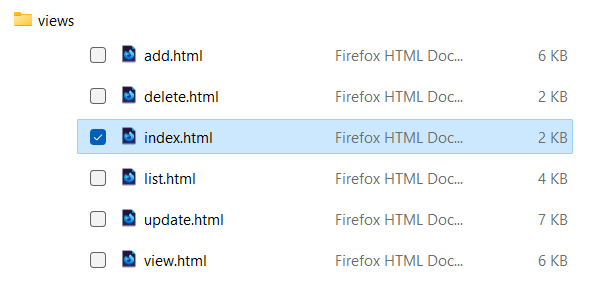 views
add.html Firefox HTML Doc... 6 KB
delete.html Firefox HTML Doc... 2 KB
index.html Firefox HTML Doc... 2 KB
list.html Firefox HTML Doc... 4 KB
update.html Firefox HTML Doc... 7 KB
view.html Firefox HTML Doc... 6 KB